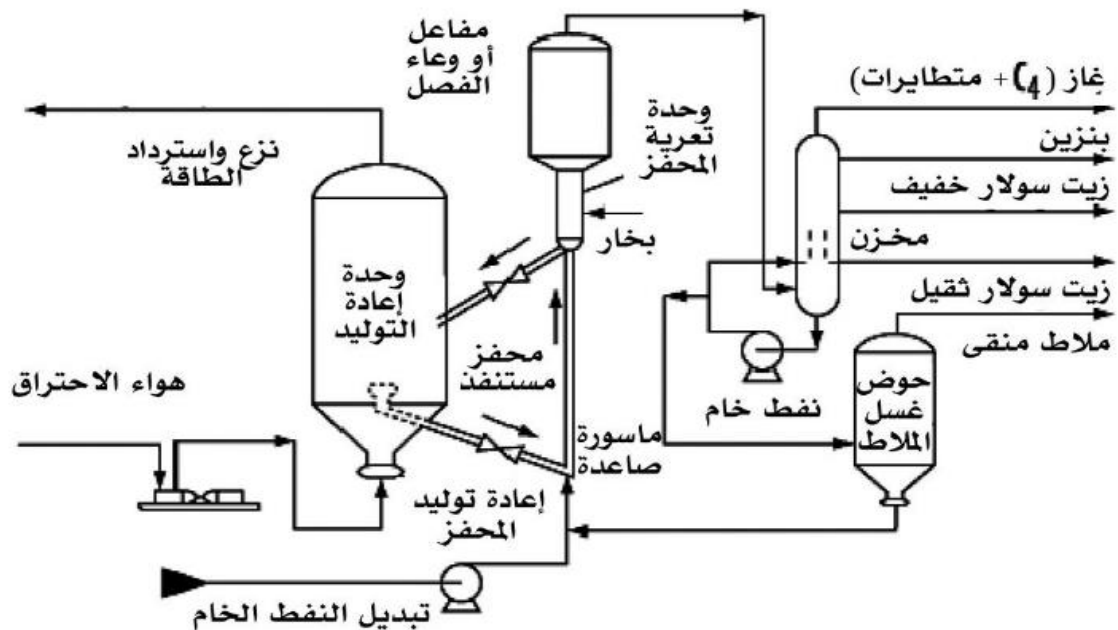 مفاعل
أو وعاء
الفصل
غاز (C4 + متطايرات)
بنزين
زيت سولار خفيف
مخزن
زيت سولار ثقيل
ملاط منقى
وحدة
تعرية
المحفز
بخار
نزع واسترداد
الطاقة
وحدة
إعادة
التوليد
محفز
مستنفذ
هواء الاحتراق
نفط خام
حوض
غسل
الملاط
ماسورة
صاعدة
إعادة توليد
المحفز
تبديل النفط الخام